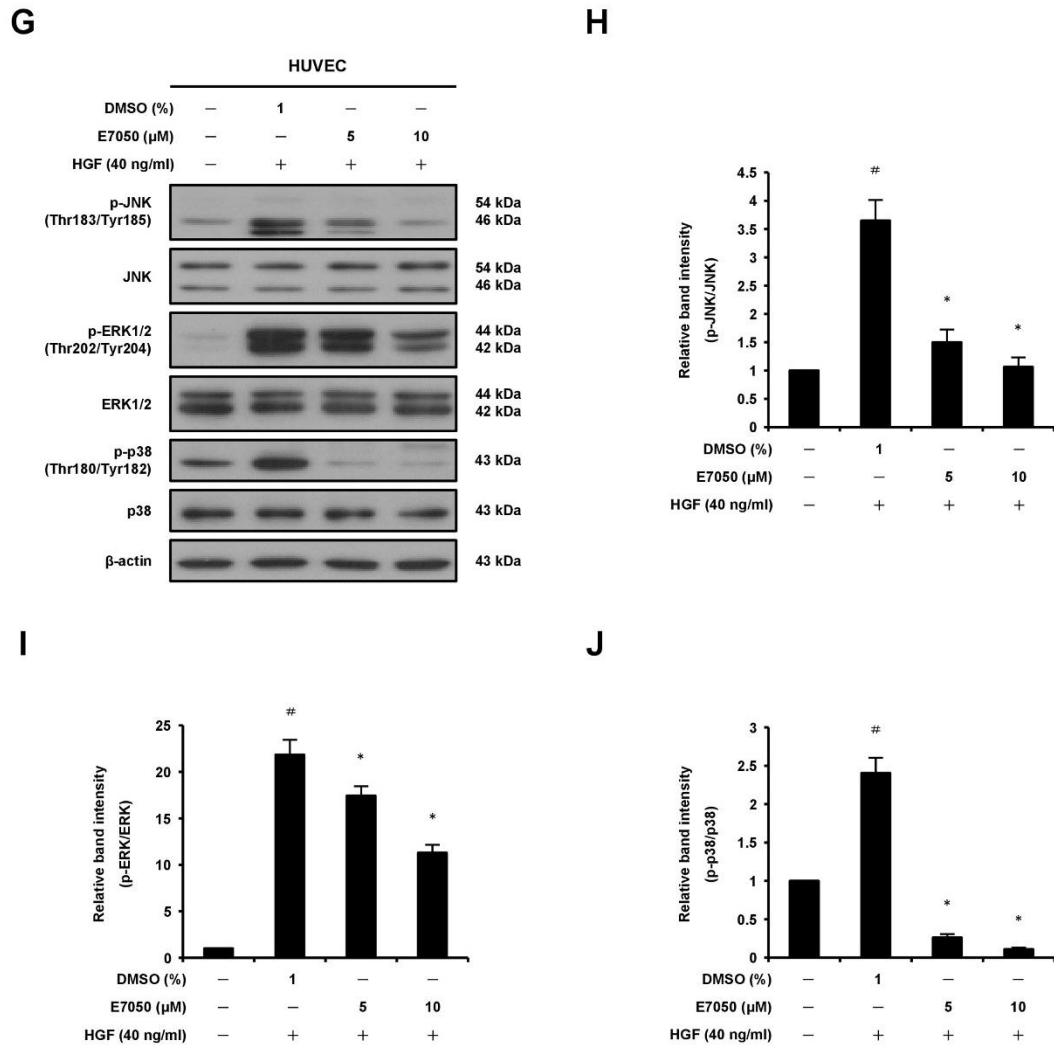 G
HUVEC
DMSO (%) − 1 − −
E7050 (µM) − − 5 10
HGF (40 ng/ml) − + + +
p-JNK
(Thr183/Tyr185)
54 kDa
46 kDa
JNK
54 kDa
46 kDa
p-ERK1/2
(Thr202/Tyr204)
44 kDa
42 kDa
ERK1/2
44 kDa
42 kDa
p-p38
(Thr180/Tyr182)
43 kDa
p38
43 kDa
β-actin
43 kDa
H
Relative band intensity
(p-JNK/JNK)
4.5
4
3.5
3
2.5
2
1.5
1
0.5
0
#
*
*
DMSO (%) − 1 − −
E7050 (µM) − − 5 10
HGF (40 ng/ml) − + + +
I
Relative band intensity
(p-ERK/ERK)
25
20
15
10
5
0
#
*
*
DMSO (%) − 1 − −
E7050 (µM) − − 5 10
HGF (40 ng/ml) − + + +
J
Relative band intensity
(p-p38/p38)
3
2.5
2
1.5
1
0.5
0
#
*
*
DMSO (%) − 1 − −
E7050 (µM) − − 5 10
HGF (40 ng/ml) − + + +